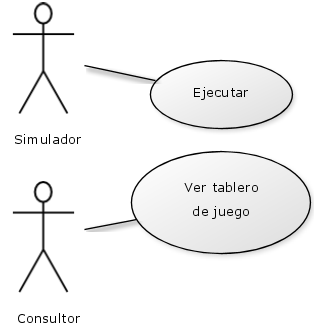 Ejecutar
Simulador
Ver tablero
de juego
Consultor